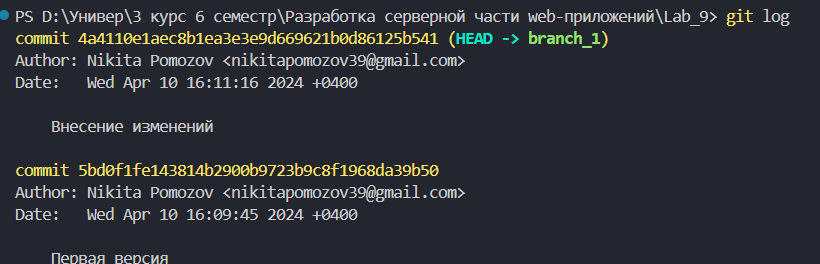 PS D:\Универ\3 курс 6 семестр\Разработка серверной части web-приложений\Lab_9> git log
commit 4a4110e1aec8b1ea3e3e9d669621b0d86125b541 (HEAD -> branch_1)
Author: Nikita Pomozov <nikitapomozov39@gmail.com>
Date:   Wed Apr 10 16:11:16 2024 +0400
Внесение изменений
commit 5bd0f1fe143814b2900b9723b9c8f1968da39b50
Author: Nikita Pomozov <nikitapomozov39@gmail.com>
Date:   Wed Apr 10 16:09:45 2024 +0400
Первая версия